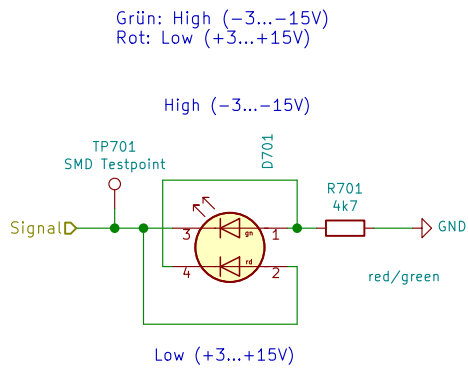 Grün: High (−3...−15V)
Rot: Low (+3...+15V)
High (−3...−15V)
TP701
SMD Testpoint
D701
R701
4k7
Signal
3
gn
1
GND
4
rd
2
red/green
Low (+3...+15V)